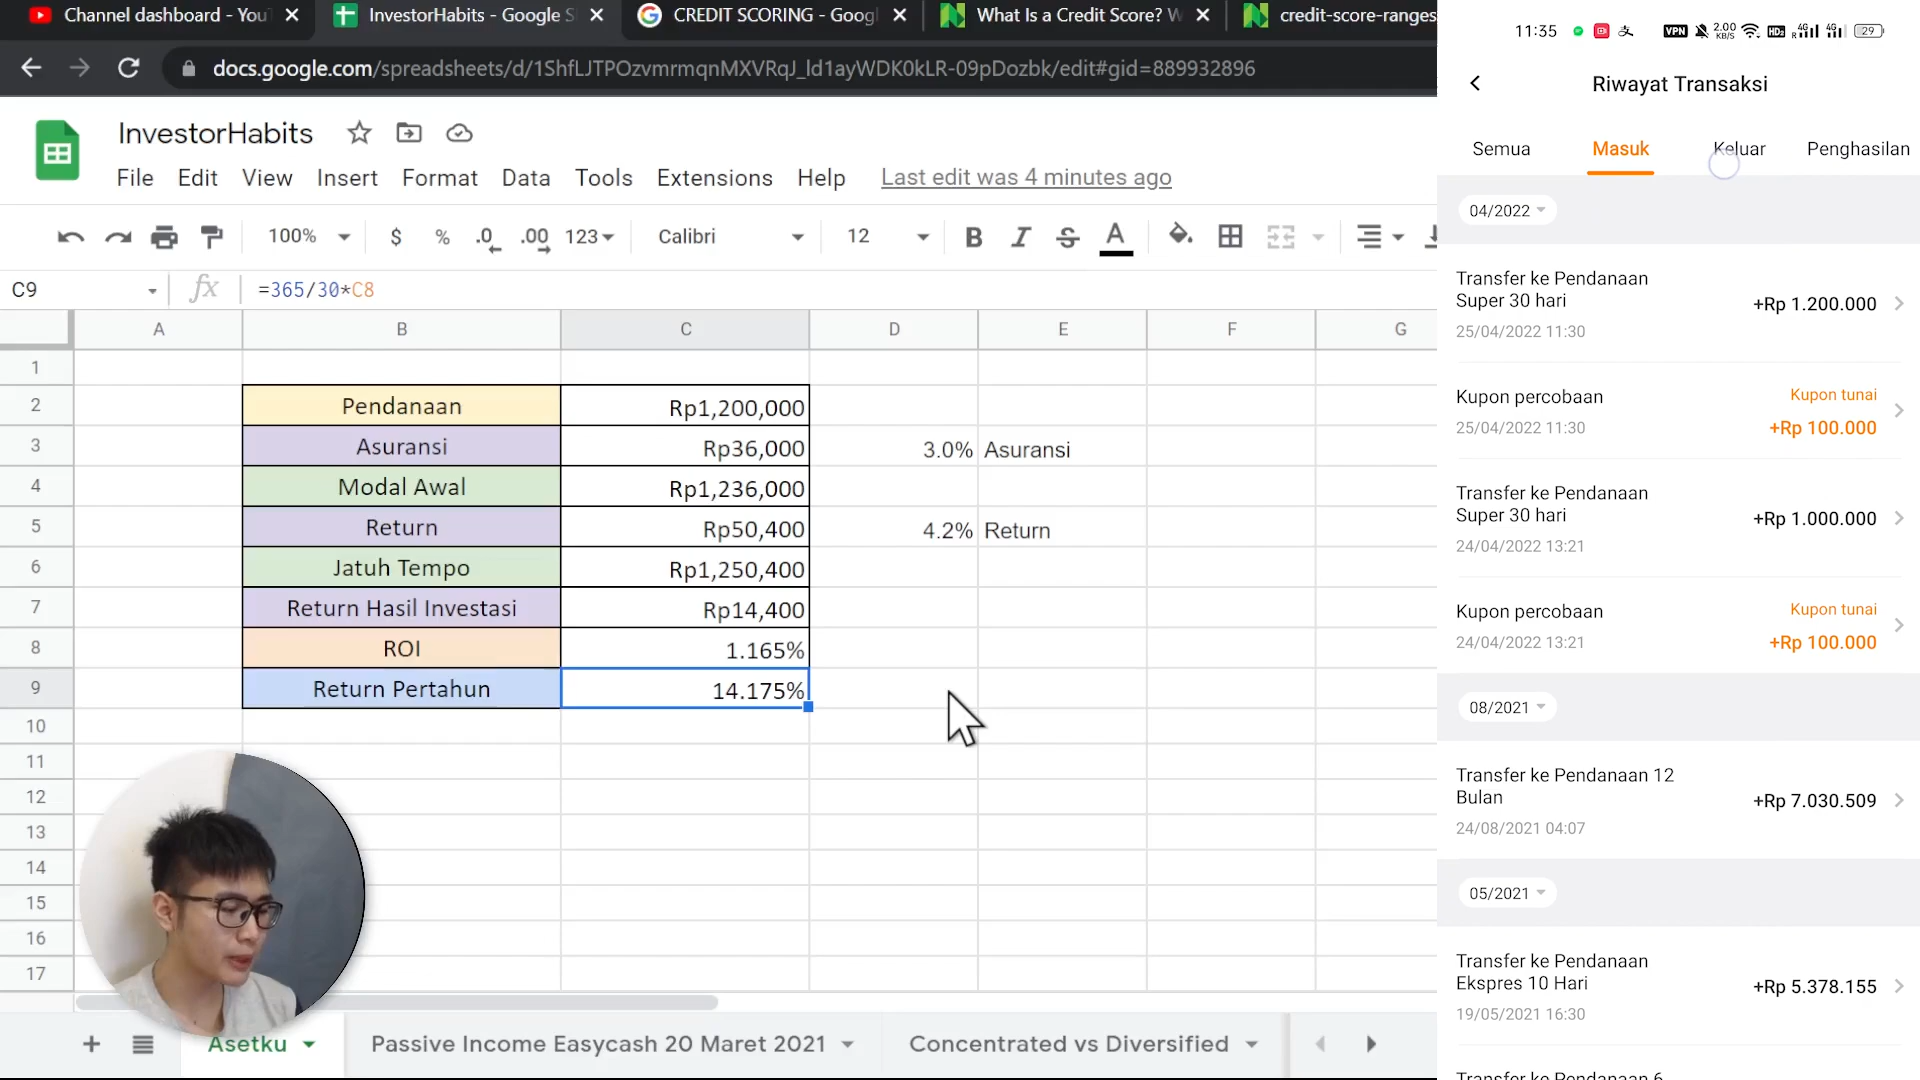 Channel dashboard - You
InvestorHabits - Google S
CREDIT SCORING - Googl
What Is a Credit Score? W
credit-score-ranges
docs.google.com/spreadsheets/d/1ShfLJTPOzvmrmqnMXVRqJ_ld1ayWDK0kLR-09pDozbk/edit#gid=889932896
InvestorHabits
File Edit View Insert Format Data Tools Extensions Help Last edit was 4 minutes ago
100% $ % .0 .00 123 Calibri 12 B I S A
C9 fx =365/30*C8
A B C D E F G
1
2 Pendanaan Rp1,200,000
3 Asuransi Rp36,000 3.0% Asuransi
4 Modal Awal Rp1,236,000
5 Return Rp50,400 4.2% Return
6 Jatuh Tempo Rp1,250,400
7 Return Hasil Investasi Rp14,400
8 ROI 1.165%
9 Return Pertahun 14.175%
10
11
12
13
14
15
16
17
Asetku
Passive Income Easycash 20 Maret 2021
Concentrated vs Diversified
11:35 VPN 2.00 KB/S 4G 4G 29
Riwayat Transaksi
Semua Masuk Keluar Penghasilan
04/2022
Transfer ke Pendanaan
Super 30 hari
+Rp 1.200.000
25/04/2022 11:30
Kupon percobaan
Kupon tunai
25/04/2022 11:30
+Rp 100.000
Transfer ke Pendanaan
Super 30 hari
+Rp 1.000.000
24/04/2022 13:21
Kupon percobaan
Kupon tunai
24/04/2022 13:21
+Rp 100.000
08/2021
Transfer ke Pendanaan 12
Bulan
+Rp 7.030.509
24/08/2021 04:07
05/2021
Transfer ke Pendanaan
Ekspres 10 Hari
+Rp 5.378.155
19/05/2021 16:30
Transfer ke Pendanaan 6